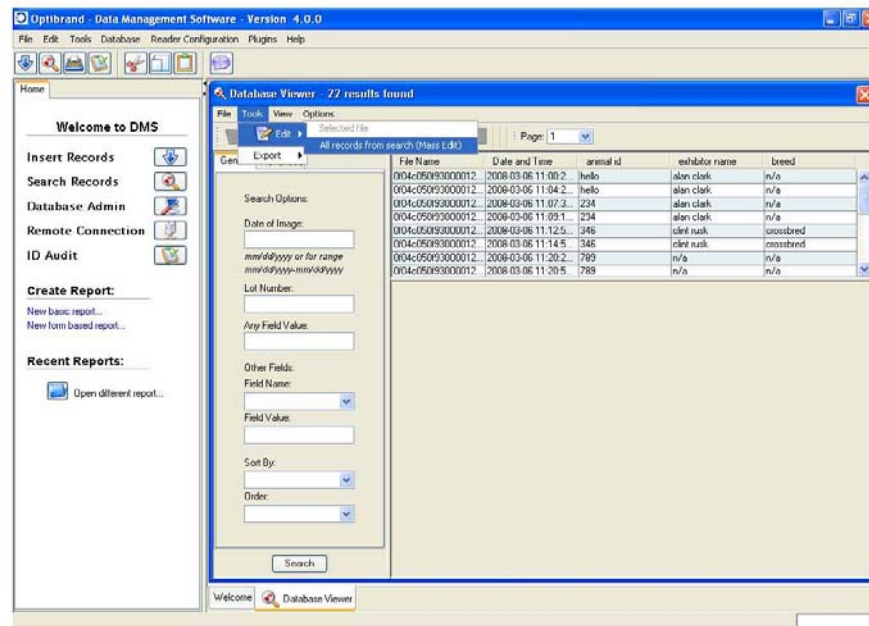 Optibrand - Data Management Software - Version 4.0.0
File Edit Tools Database Reader Configuration Plugins Help
Home
Welcome to DMS
Insert Records
Search Records
Database Admin
Remote Connection
ID Audit
Create Report:
New basic report...
New form based report...
Recent Reports:
Open different report...
Database Viewer - 22 results found
File Tools View Options
Edit
Selected file
All records from search (Mass Edit)
Export
Page: 1
Search Options:
Date of Image:
mm/dd/yyyy or for range
mm/dd/yyyy-mm/dd/yyyy
Lot Number:
Any Field Value:
Other Fields:
Field Name:
Field Value:
Sort By:
Order:
Search
File Name Date and Time animal id exhibitor name breed
0f04c050f93000012... 2008-03-06 11:00:2... hello alan clark n/a
0f04c050f93000012... 2008-03-06 11:04:2... hello alan clark n/a
0f04c050f93000012... 2008-03-06 11:07:3... 234 alan clark n/a
0f04c050f93000012... 2008-03-06 11:09:1... 234 alan clark n/a
0f04c050f93000012... 2008-03-06 11:12:5... 346 clint rusk crossbred
0f04c050f93000012... 2008-03-06 11:14:5... 346 clint rusk crossbred
0f04c050f93000012... 2008-03-06 11:20:2... 789 n/a n/a
0f04c050f93000012... 2008-03-06 11:20:5... 789 n/a n/a
Welcome Database Viewer